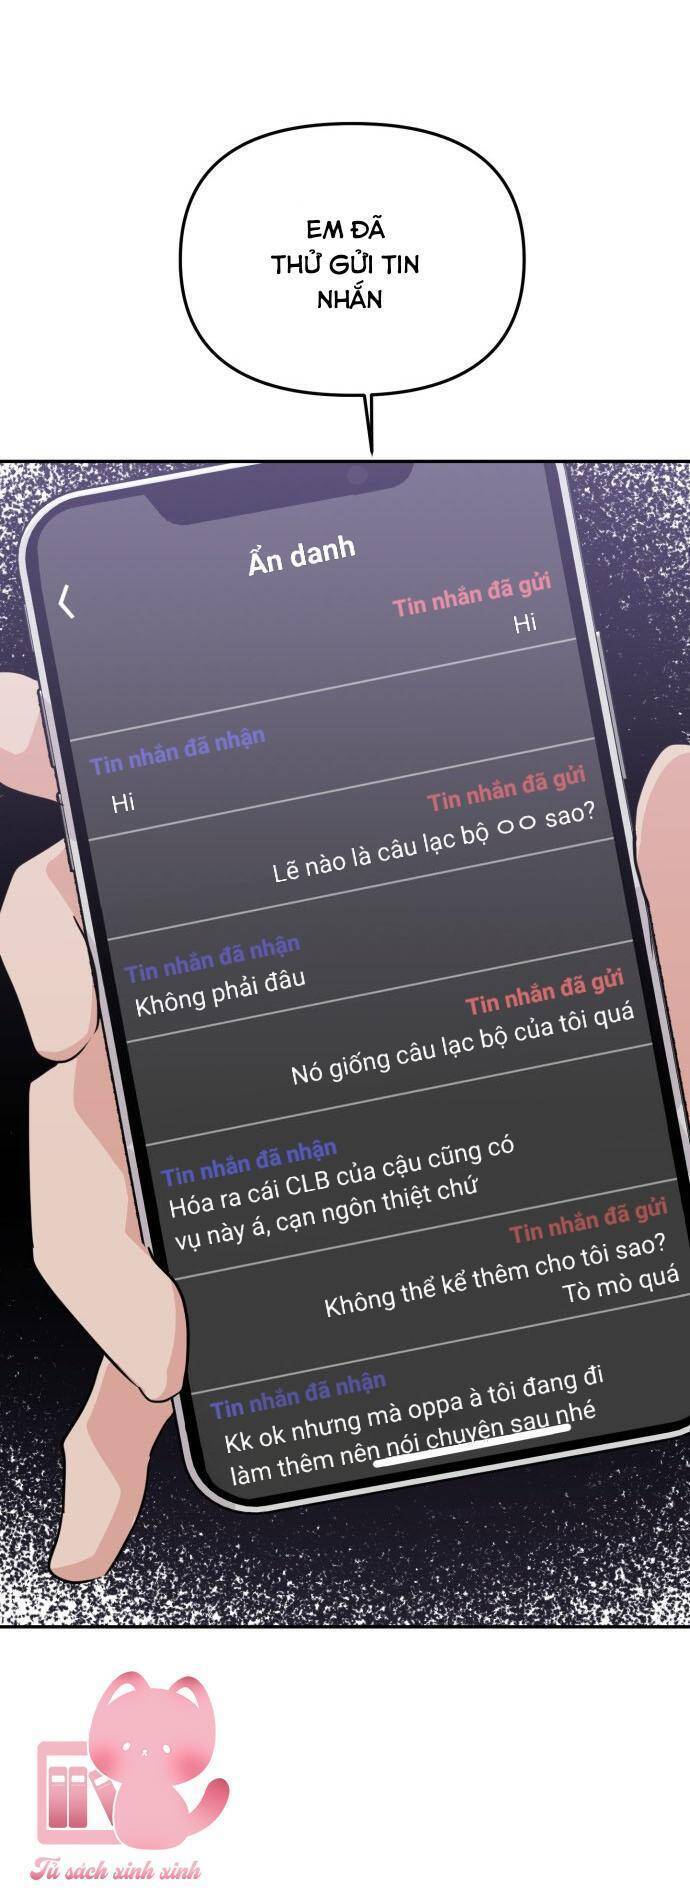 EM ĐÃ
THỬ GỬI TIN
NHẮN
Ẩn danh
Tin nhắn đã gửi
Hi
Tin nhắn đã nhận
Hi
Tin nhắn đã gửi
Lẽ nào là câu lạc bộ ㅇㅇ sao?
Tin nhắn đã nhận
Không phải đâu
Tin nhắn đã gửi
Nó giống câu lạc bộ của tôi quá
Tin nhắn đã nhận
Hóa ra cái CLB của cậu cũng có
vụ này á, cạn ngôn thiệt chứ
Tin nhắn đã gửi
Không thể kể thêm cho tôi sao?
Tò mò quá
Tin nhắn đã nhận
Kk ok nhưng mà oppa à tôi đang đi
làm thêm nên nói chuyện sau nhé
Tủ sách xinh xinh